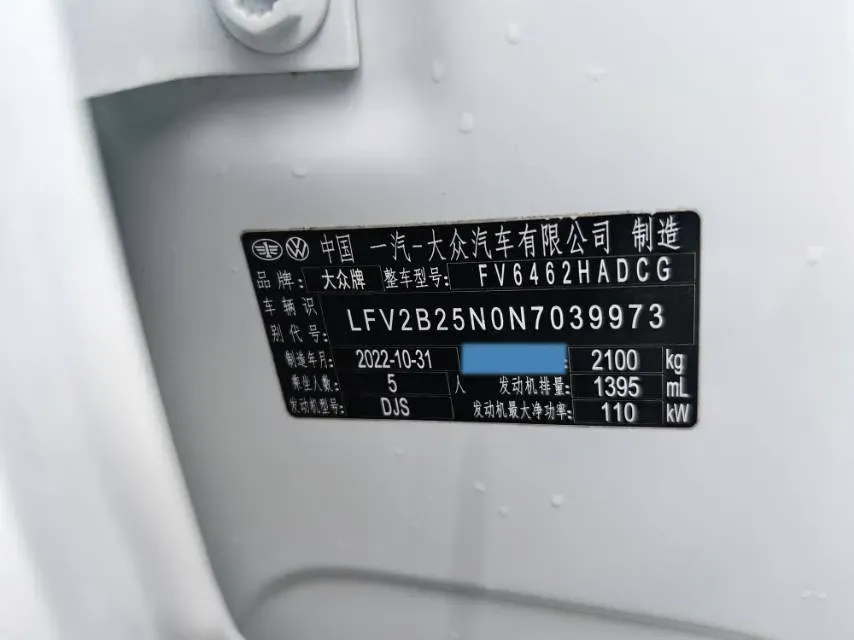 中国 一汽-大众汽车有限公司 制造
品牌: 大众牌 整车型号: FV6462HADCG
车辆识别代号: LFV2B25N0N7039973
制造年月: 2022-10-31 : 2100 kg
乘坐人数: 5 人 发动机排量: 1395 mL
发动机型号: DJS 发动机最大净功率: 110 kW